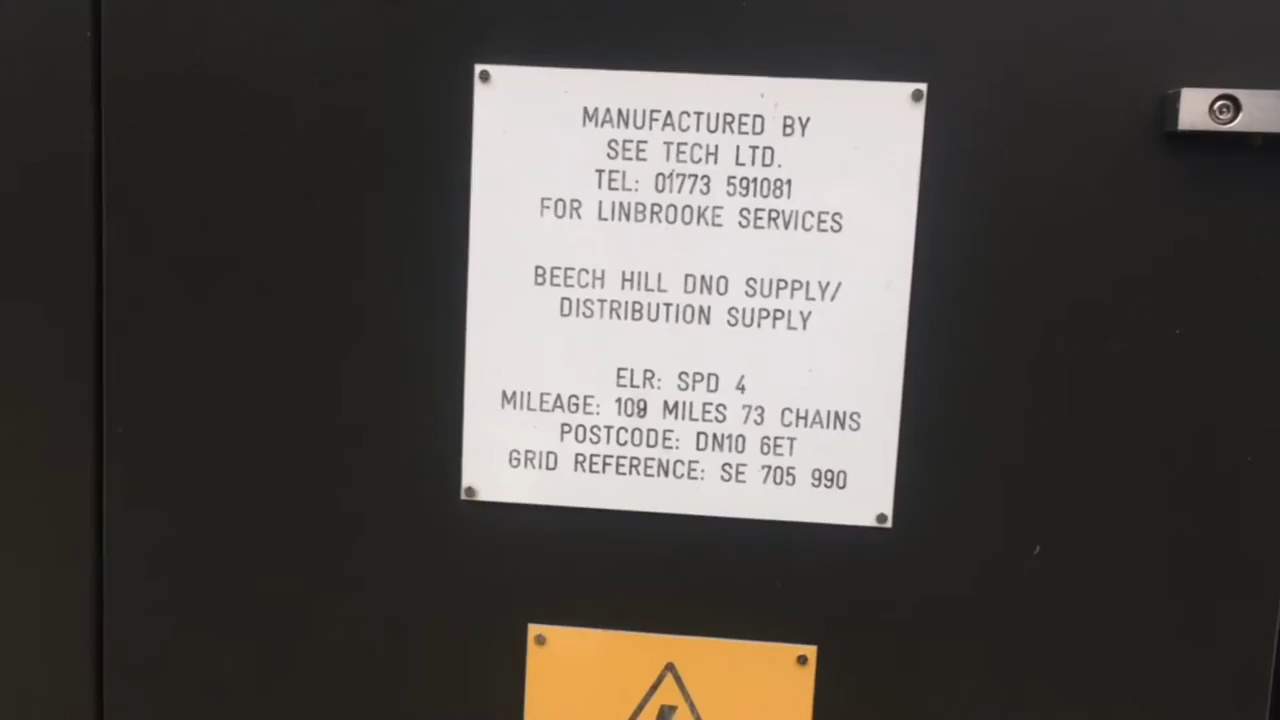 MANUFACTURED BY
SEE TECH LTD.
TEL: 01773 591081
FOR LINBROOKE SERVICES
BEECH HILL DNO SUPPLY/
DISTRIBUTION SUPPLY
ELR: SPD 4
MILEAGE: 109 MILES 73 CHAINS
POSTCODE: DN10 6ET
GRID REFERENCE: SE 705 990